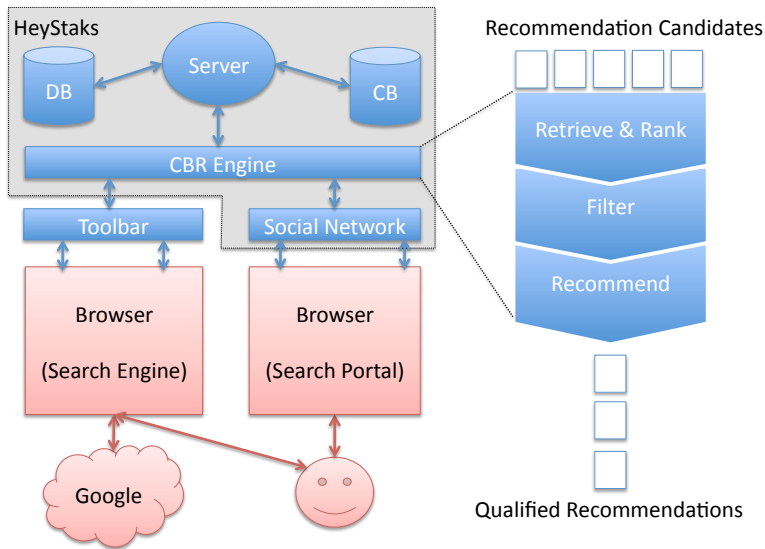 HeyStaks
Server
DB
CB
CBR Engine
Toolbar
Social Network
Browser
(Search Engine)
Browser
(Search Portal)
Google
Recommendation Candidates
Retrieve & Rank
Filter
Recommend
Qualified Recommendations